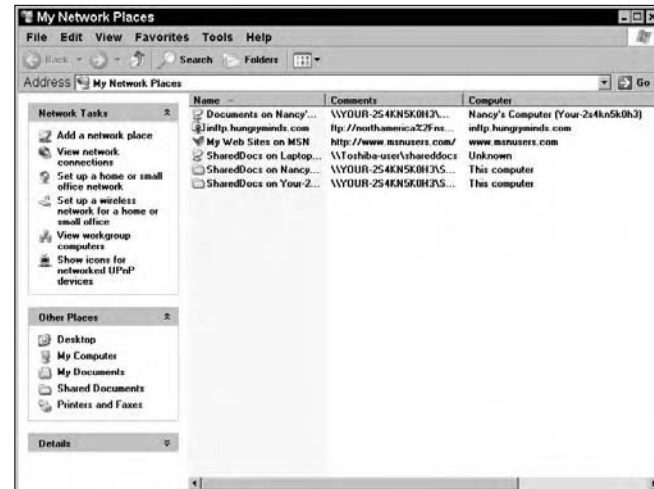 My Network Places
File Edit View Favorites Tools Help
Back Search Folders
Address My Network Places Go
Network Tasks
Add a network place
View network
connections
Set up a home or small
office network
Set up a wireless
network for a home or
small office
View workgroup
computers
Show icons for
networked UPnP
devices
Other Places
Desktop
My Computer
My Documents
Shared Documents
Printers and Faxes
Details
Name Comments Computer
Documents on Nancy'... \\YOUR-2S4KN5K0H3\... Nancy's Computer (Your-2s4kn5k0h3)
inftp.hungryminds.com ftp://northamerica%2Fns... inftp.hungryminds.com
My Web Sites on MSN http://www.msnusers.com/ www.msnusers.com
SharedDocs on Laptop... \\Toshiba-user\shareddocs Unknown
SharedDocs on Nancy... \\YOUR-2S4KN5K0H3\S... This computer
SharedDocs on Your-2... \\YOUR-2S4KN5K0H3\S... This computer